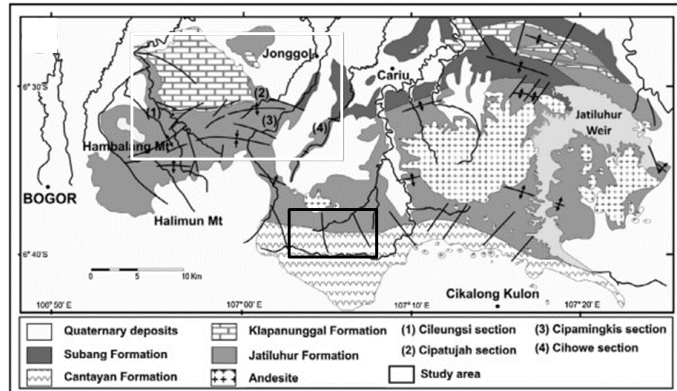 Jonggol
Cariu
6°30'S
(2)
(1)
(3)
(4)
Jatiluhur
Weir
Hambalang Mt
BOGOR
Halimun Mt
6°40'S
0 5 10 Km
Cikalong Kulon
106°50'E 107°00'E 107°10'E 107°20'E
Quaternary deposits Klapanunggal Formation (1) Cileungsi section (3) Cipamingkis section
Subang Formation Jatiluhur Formation (2) Cipatujah section (4) Cihowe section
Cantayan Formation Andesite Study area